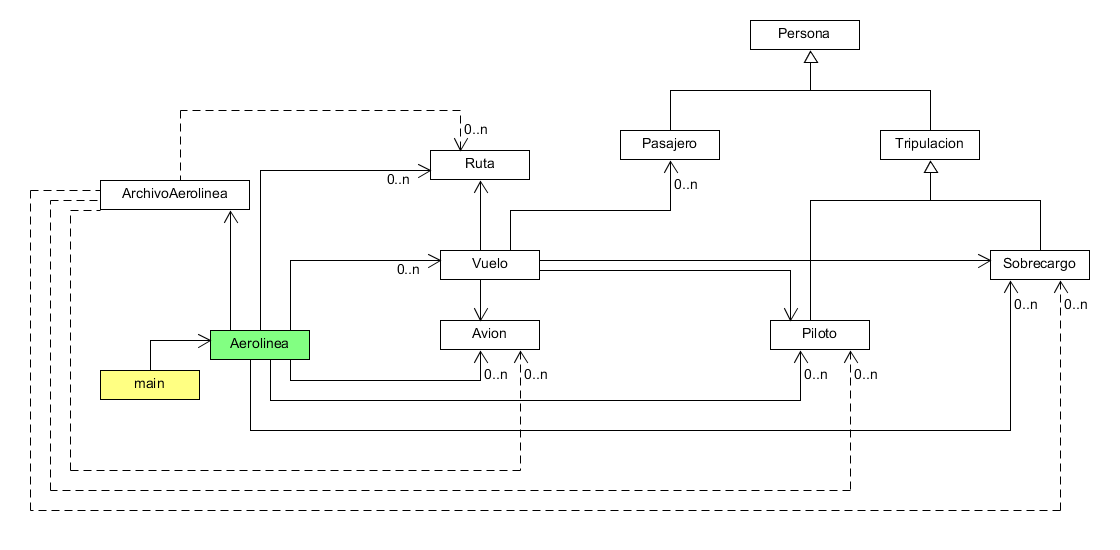 Persona
0..n
Pasajero
Tripulacion
Ruta
0..n
ArchivoAerolinea
0..n
Vuelo
0..n
Sobrecargo
0..n
0..n
Avion
Piloto
Aerolinea
0..n
0..n
0..n
0..n
main